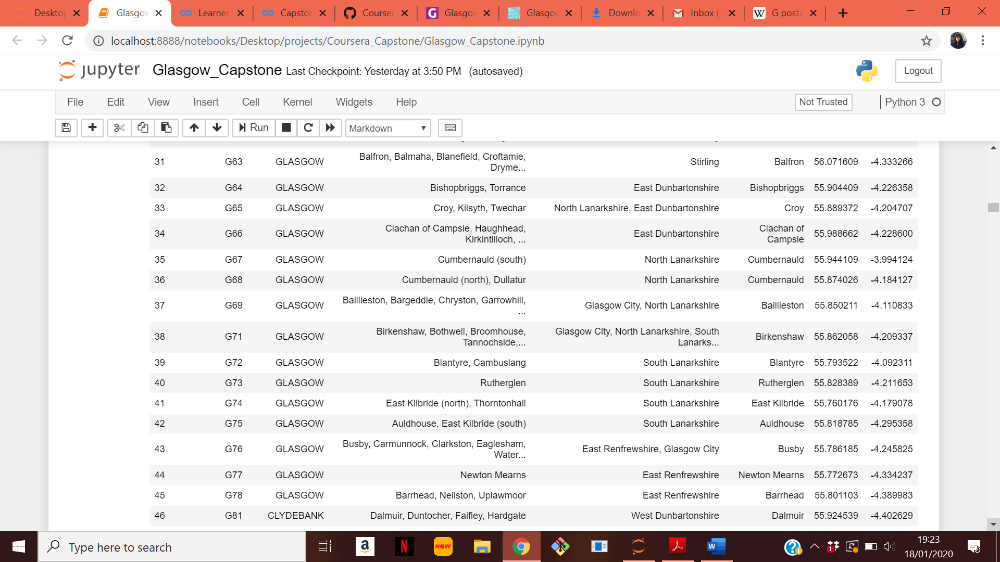 Desktop Glasgow Learner Capston Courser Glasgow Glasgow Downlo Inbox ( G postc
localhost:8888/notebooks/Desktop/projects/Coursera_Capstone/Glasgow_Capstone.ipynb
jupyter Glasgow_Capstone Last Checkpoint: Yesterday at 3:50 PM (autosaved) Logout
File Edit View Insert Cell Kernel Widgets Help Not Trusted Python 3
Run Markdown
31 G63 GLASGOW Balfron, Balmaha, Blanefield, Croftamie, Stirling Balfron 56.071609 -4.333266
Dryme...
32 G64 GLASGOW Bishopbriggs, Torrance East Dunbartonshire Bishopbriggs 55.904409 -4.226358
33 G65 GLASGOW Croy, Kilsyth, Twechar North Lanarkshire, East Dunbartonshire Croy 55.889372 -4.204707
34 G66 GLASGOW Clachan of Campsie, Haughhead, East Dunbartonshire Clachan of 55.988662 -4.228600
Kirkintilloch, ... Campsie
35 G67 GLASGOW Cumbernauld (south) North Lanarkshire Cumbernauld 55.944109 -3.994124
36 G68 GLASGOW Cumbernauld (north), Dullatur North Lanarkshire Cumbernauld 55.874026 -4.184127
37 G69 GLASGOW Baillieston, Bargeddie, Chryston, Garrowhill, Glasgow City, North Lanarkshire Baillieston 55.850211 -4.110833
...
38 G71 GLASGOW Birkenshaw, Bothwell, Broomhouse, Glasgow City, North Lanarkshire, South Birkenshaw 55.862058 -4.209337
Tannochside,... Lanarks...
39 G72 GLASGOW Blantyre, Cambuslang South Lanarkshire Blantyre 55.793522 -4.092311
40 G73 GLASGOW Rutherglen South Lanarkshire Rutherglen 55.828389 -4.211653
41 G74 GLASGOW East Kilbride (north), Thorntonhall South Lanarkshire East Kilbride 55.760176 -4.179078
42 G75 GLASGOW Auldhouse, East Kilbride (south) South Lanarkshire Auldhouse 55.818785 -4.295358
43 G76 GLASGOW Busby, Carmunnock, Clarkston, Eaglesham, East Renfrewshire, Glasgow City Busby 55.786185 -4.245825
Water...
44 G77 GLASGOW Newton Mearns East Renfrewshire Newton Mearns 55.772673 -4.334237
45 G78 GLASGOW Barrhead, Neilston, Uplawmoor East Renfrewshire Barrhead 55.801103 -4.389983
46 G81 CLYDEBANK Dalmuir, Duntocher, Faifley, Hardgate West Dunbartonshire Dalmuir 55.924539 -4.402629
Type here to search NOW 19:23
18/01/2020